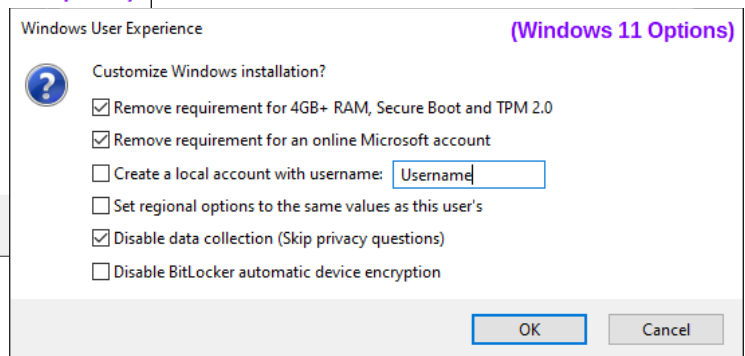 Windows User Experience
(Windows 11 Options)
Customize Windows installation?
Remove requirement for 4GB+ RAM, Secure Boot and TPM 2.0
Remove requirement for an online Microsoft account
Create a local account with username: Username
Set regional options to the same values as this user's
Disable data collection (Skip privacy questions)
Disable BitLocker automatic device encryption
OK Cancel